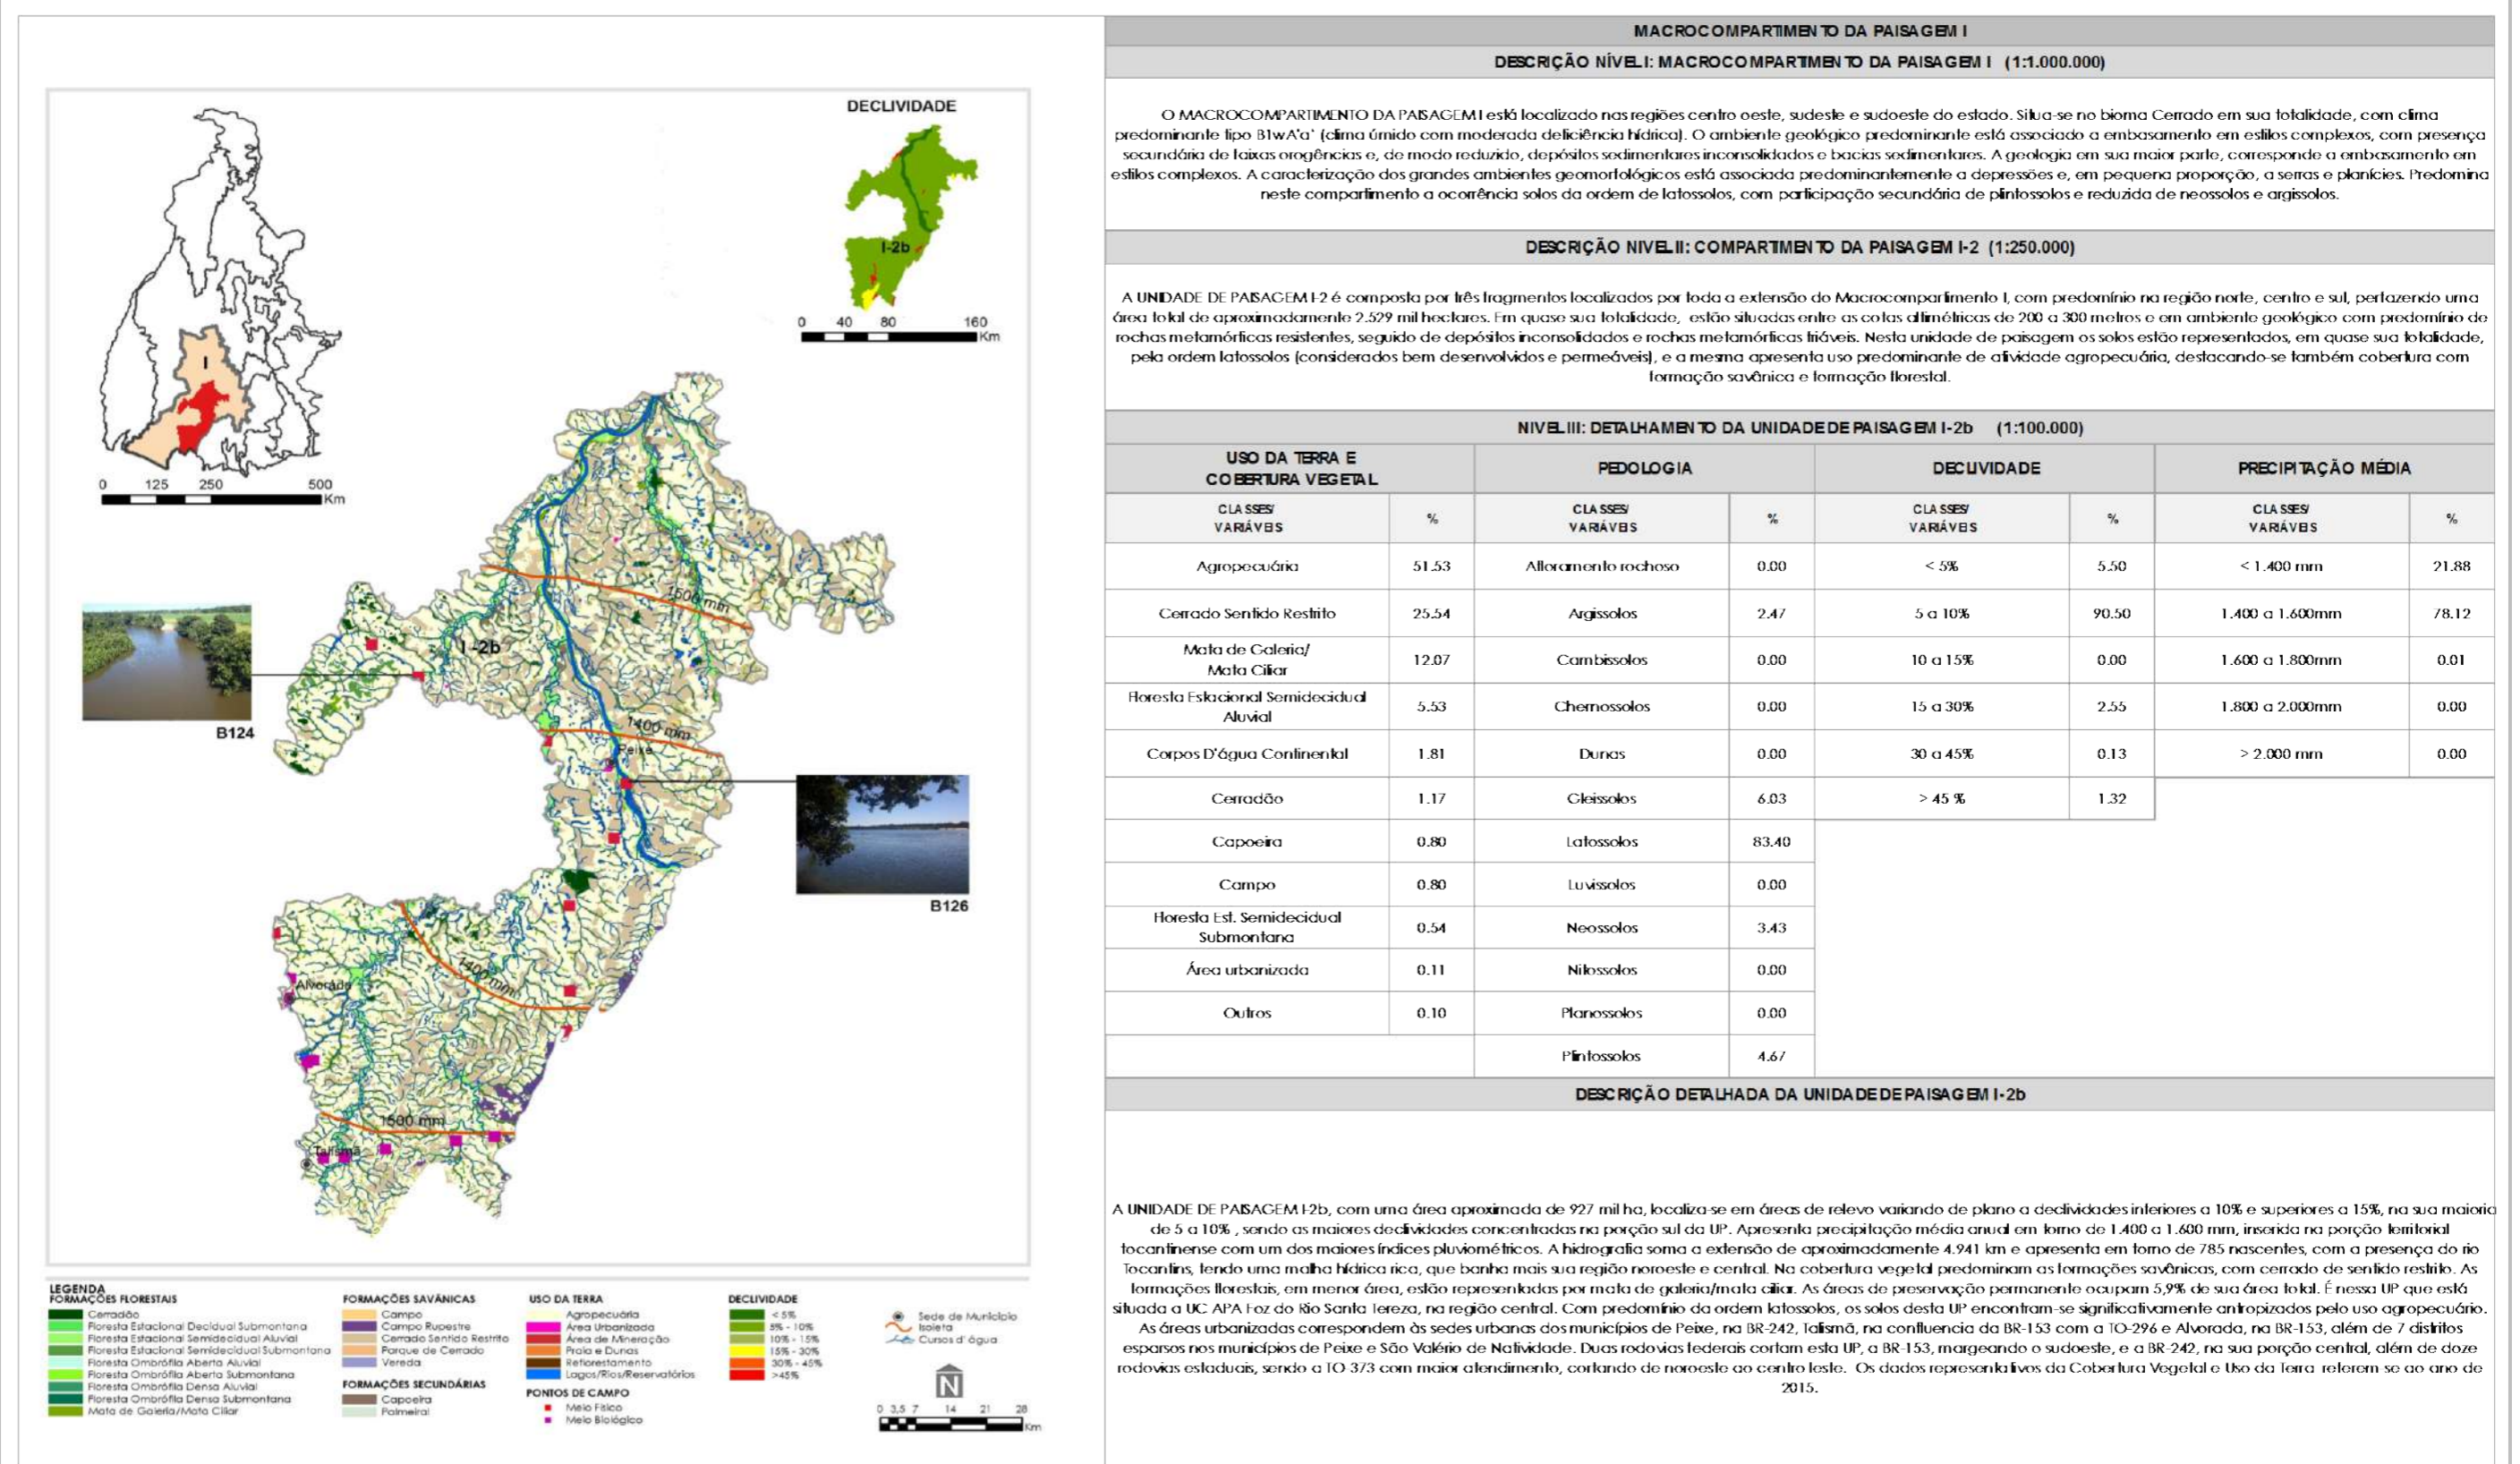 DECLIVIDADE
I-2b
0 40 80 160
Km
I
0 125 250 500
Km
1500 mm
I-2b
B124
1400 mm
Peixe
B126
1400 mm
Alvorada
1500 mm
Talismã
LEGENDA
FORMAÇÕES FLORESTAIS
Cerradão
Floresta Estacional Decidual Submontana
Floresta Estacional Semidecidual Aluvial
Floresta Estacional Semidecidual Submontana
Floresta Ombrófila Aberta Aluvial
Floresta Ombrófila Aberta Submontana
Floresta Ombrófila Densa Aluvial
Floresta Ombrófila Densa Submontana
Mata de Galeria/Mata Ciliar
FORMAÇÕES SAVÂNICAS
Campo
Campo Rupestre
Cerrado Sentido Restrito
Parque de Cerrado
Vereda
FORMAÇÕES SECUNDÁRIAS
Capoeira
Palmeiral
USO DA TERRA
Agropecuária
Área Urbanizada
Área de Mineração
Praia e Dunas
Reflorestamento
Lagos/Rios/Reservatórios
PONTOS DE CAMPO
Meio Físico
Meio Biológico
DECLIVIDADE
< 5%
5% - 10%
10% - 15%
15% - 30%
30% - 45%
>45%
Sede de Município
Isoieta
Cursos d' água
N
0 3,5 7 14 21 28
Km
MACROCOMPARTIMENTO DA PAISAGEM I
DESCRIÇÃO NÍVEL I: MACROCOMPARTIMENTO DA PAISAGEM I (1:1.000.000)
O MACROCOMPARTIMENTO DA PAISAGEM I está localizado nas regiões centro oeste, sudeste e sudoeste do estado. Situa-se no bioma Cerrado em sua totalidade, com clima
predominante tipo B1wA'a' (clima úmido com moderada deficiência hídrica). O ambiente geológico predominante está associado a embasamento em estilos complexos, com presença
secundária de faixas orogências e, de modo reduzido, depósitos sedimentares inconsolidados e bacias sedimentares. A geologia em sua maior parte, corresponde a embasamento em
estilos complexos. A caracterização dos grandes ambientes geomorfológicos está associada predominantemente a depressões e, em pequena proporção, a serras e planícies. Predomina
neste compartimento a ocorrência solos da ordem de latossolos, com participação secundária de plintossolos e reduzida de neossolos e argissolos.
DESCRIÇÃO NIVEL II: COMPARTIMENTO DA PAISAGEM I-2 (1:250.000)
A UNIDADE DE PAISAGEM I-2 é composta por três fragmentos localizados por toda a extensão do Macrocompartimento I, com predomínio na região norte, centro e sul, perfazendo uma
área total de aproximadamente 2.529 mil hectares. Em quase sua totalidade, estão situadas entre as cotas altimétricas de 200 a 300 metros e em ambiente geológico com predomínio de
rochas metamórficas resistentes, seguido de depósitos inconsolidados e rochas metamórficas friáveis. Nesta unidade de paisagem os solos estão representados, em quase sua totalidade,
pela ordem latossolos (considerados bem desenvolvidos e permeáveis), e a mesma apresenta uso predominante de atividade agropecuária, destacando-se também cobertura com
formação savânica e formação florestal.
NIVEL III: DETALHAMENTO DA UNIDADE DE PAISAGEM I-2b (1:100.000)
USO DA TERRA E
COBERTURA VEGETAL
PEDOLOGIA
DECLIVIDADE
PRECIPITAÇÃO MÉDIA
CLASSES/
VARIÁVEIS
%
CLASSES/
VARIÁVEIS
%
CLASSES/
VARIÁVEIS
%
CLASSES/
VARIÁVEIS
%
Agropecuária 51.53 Afloramento rochoso 0.00 < 5% 5.50 < 1.400 mm 21.88
Cerrado Sentido Restrito 25.54 Argissolos 2.47 5 a 10% 90.50 1.400 a 1.600mm 78.12
Mata de Galeria/
Mata Ciliar
12.07 Cambissolos 0.00 10 a 15% 0.00 1.600 a 1.800mm 0.01
Floresta Estacional Semidecidual
Aluvial
5.53 Chernossolos 0.00 15 a 30% 2.55 1.800 a 2.000mm 0.00
Corpos D'água Continental 1.81 Dunas 0.00 30 a 45% 0.13 > 2.000 mm 0.00
Cerradão 1.17 Gleissolos 6.03 > 45 % 1.32
Capoeira 0.80 Latossolos 83.40
Campo 0.80 Luvissolos 0.00
Floresta Est. Semidecidual
Submontana
0.54 Neossolos 3.43
Área urbanizada 0.11 Nitossolos 0.00
Outros 0.10 Planossolos 0.00
Plintossolos 4.67
DESCRIÇÃO DETALHADA DA UNIDADE DE PAISAGEM I-2b
A UNIDADE DE PAISAGEM I-2b, com uma área aproximada de 927 mil ha, localiza-se em áreas de relevo variando de plano a declividades inferiores a 10% e superiores a 15%, na sua maioria
de 5 a 10% , sendo as maiores declividades concentradas na porção sul da UP. Apresenta precipitação média anual em torno de 1.400 a 1.600 mm, inserida na porção territorial
tocantinense com um dos maiores índices pluviométricos. A hidrografia soma a extensão de aproximadamente 4.941 km e apresenta em torno de 785 nascentes, com a presença do rio
Tocantins, tendo uma malha hídrica rica, que banha mais sua região noroeste e central. Na cobertura vegetal predominam as formações savânicas, com cerrado de sentido restrito. As
formações florestais, em menor área, estão representadas por mata de galeria/mata ciliar. As áreas de preservação permanente ocupam 5,9% de sua área total. É nessa UP que está
situada a UC APA Foz do Rio Santa Tereza, na região central. Com predomínio da ordem latossolos, os solos desta UP encontram-se significativamente antropizados pelo uso agropecuário.
As áreas urbanizadas correspondem às sedes urbanas dos municípios de Peixe, na BR-242, Talismã, na confluencia da BR-153 com a TO-296 e Alvorada, na BR-153, além de 7 distritos
esparsos nos municípios de Peixe e São Valério de Natividade. Duas rodovias federais cortam esta UP, a BR-153, margeando o sudoeste, e a BR-242, na sua porção central, além de doze
rodovias estaduais, sendo a TO 373 com maior atendimento, cortando de noroeste ao centro leste. Os dados representativos da Cobertura Vegetal e Uso da Terra referem se ao ano de
2015.